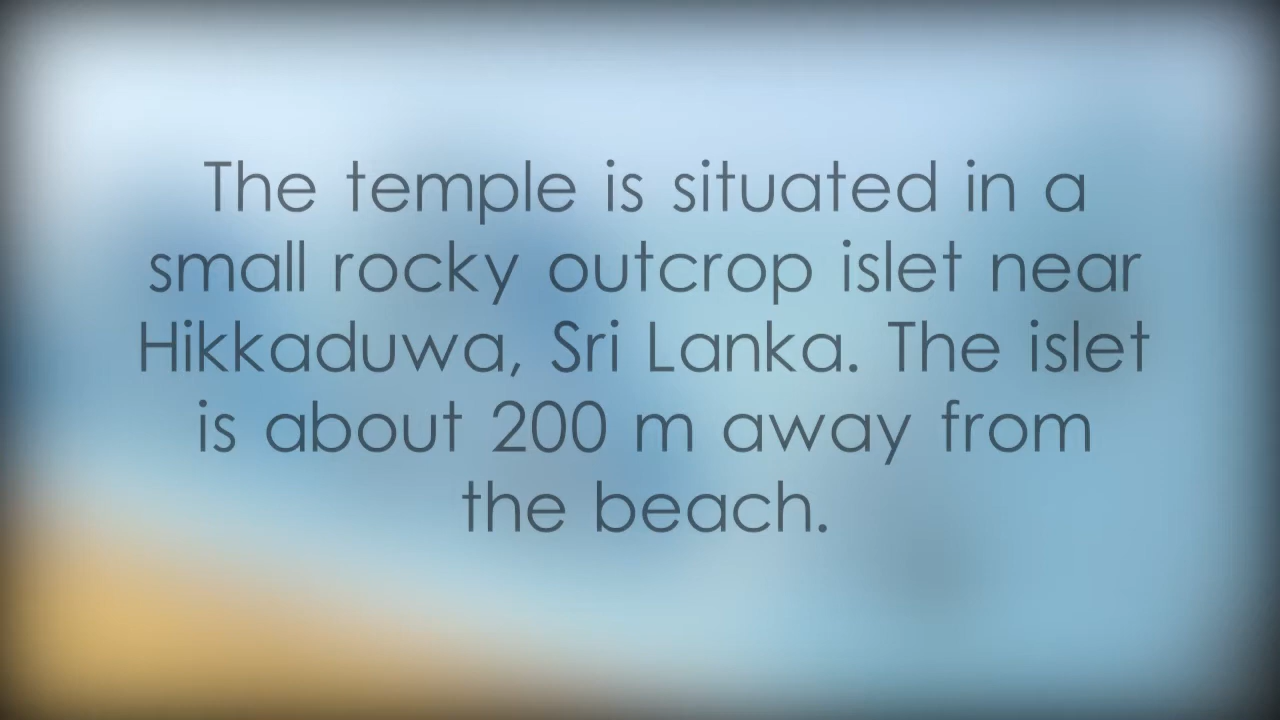 The temple is situated in a
small rocky outcrop islet near
Hikkaduwa, Sri Lanka. The islet
is about 200 m away from
the beach.